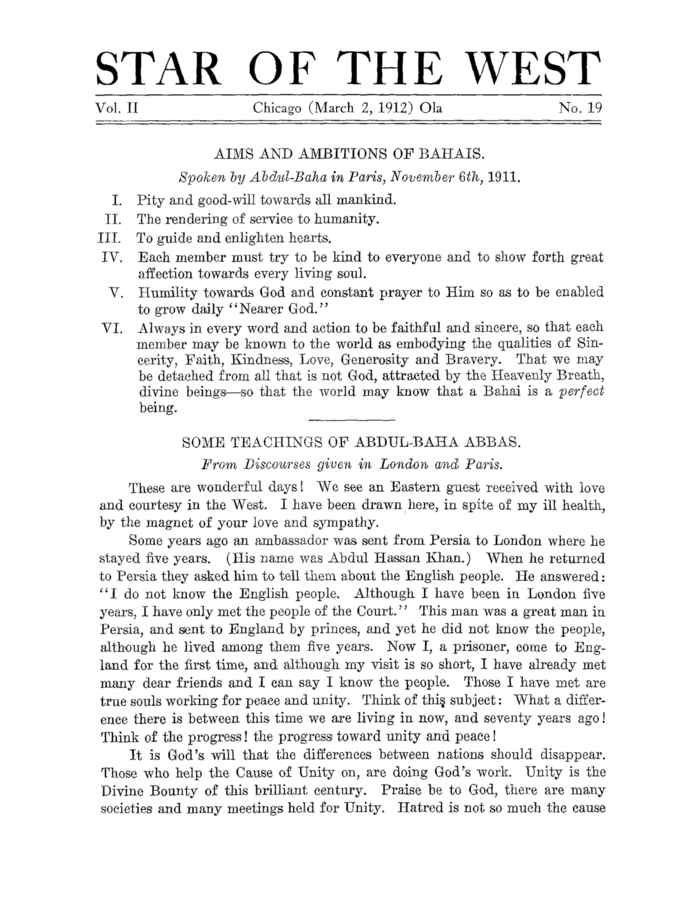 STAR OF THE WEST
Vol. II Chicago (March 2, 1912) Ola No. 19
AIMS AND AMBITIONS OF BAHAIS.
Spoken by Abdul-Baha in Paris, November 6th, 1911.
I. Pity and good-will towards all mankind.
II. The rendering of service to humanity.
III. To guide and enlighten hearts.
IV. Each member must try to be kind to everyone and to show forth great
affection towards every living soul.
V. Humility towards God and constant prayer to Him so as to be enabled
to grow daily “Nearer God.”
VI. Always in every word and action to be faithful and sincere, so that each
member may be known to the world as embodying the qualities of Sin-
cerity, Faith, Kindness, Love, Generosity and Bravery. That we may
be detached from all that is not God, attracted by the Heavenly Breath,
divine beings—so that the world may know that a Bahai is a perfect
being.
SOME TEACHINGS OF ABDUL-BAHA ABBAS.
From Discourses given in London and Paris.
These are wonderful days! We see an Eastern guest received with love
and courtesy in the West. I have been drawn here, in spite of my ill health,
by the magnet of your love and sympathy.
Some years ago an ambassador was sent from Persia to London where he
stayed five years. (His name was Abdul Hassan Khan.) When he returned
to Persia they asked him to tell them about the English people. He answered:
“I do not know the English people. Although I have been in London five
years, I have only met the people of the Court.” This man was a great man in
Persia, and sent to England by princes, and yet he did not know the people,
although he lived among them five years. Now I, a prisoner, come to Eng-
land for the first time, and although my visit is so short, I have already met
many dear friends and I can say I know the people. Those I have met are
true souls working for peace and unity. Think of this subject: What a differ-
ence there is between this time we are living in now, and seventy years ago!
Think of the progress! the progress toward unity and peace!
It is God’s will that the differences between nations should disappear.
Those who help the Cause of Unity on, are doing God’s work. Unity is the
Divine Bounty of this brilliant century. Praise be to God, there are many
societies and many meetings held for Unity. Hatred is not so much the cause